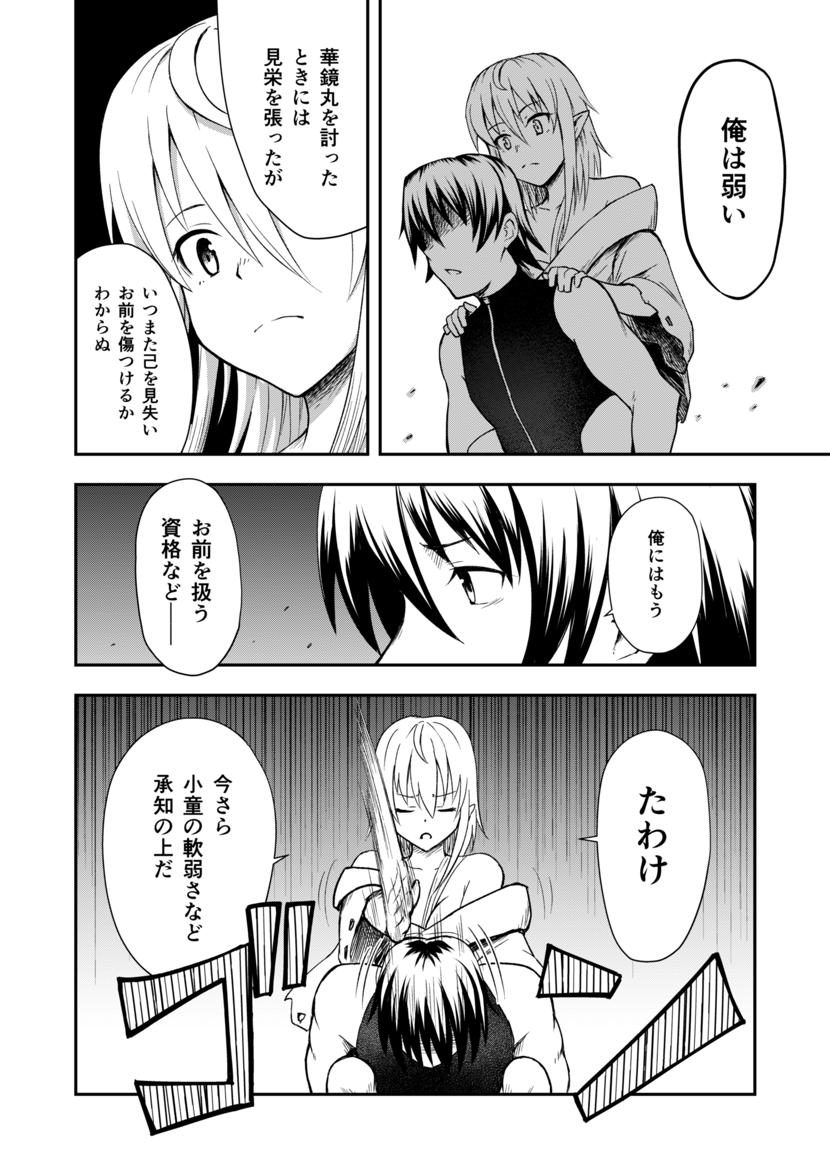 俺は弱い
華鏡丸を討った
ときには
見栄を張ったが
いつまた己を見失い
お前を傷つけるか
わからぬ
俺にはもう
お前を扱う
資格など――
たわけ
今さら
小童の軟弱さなど
承知の上だ
ゴン